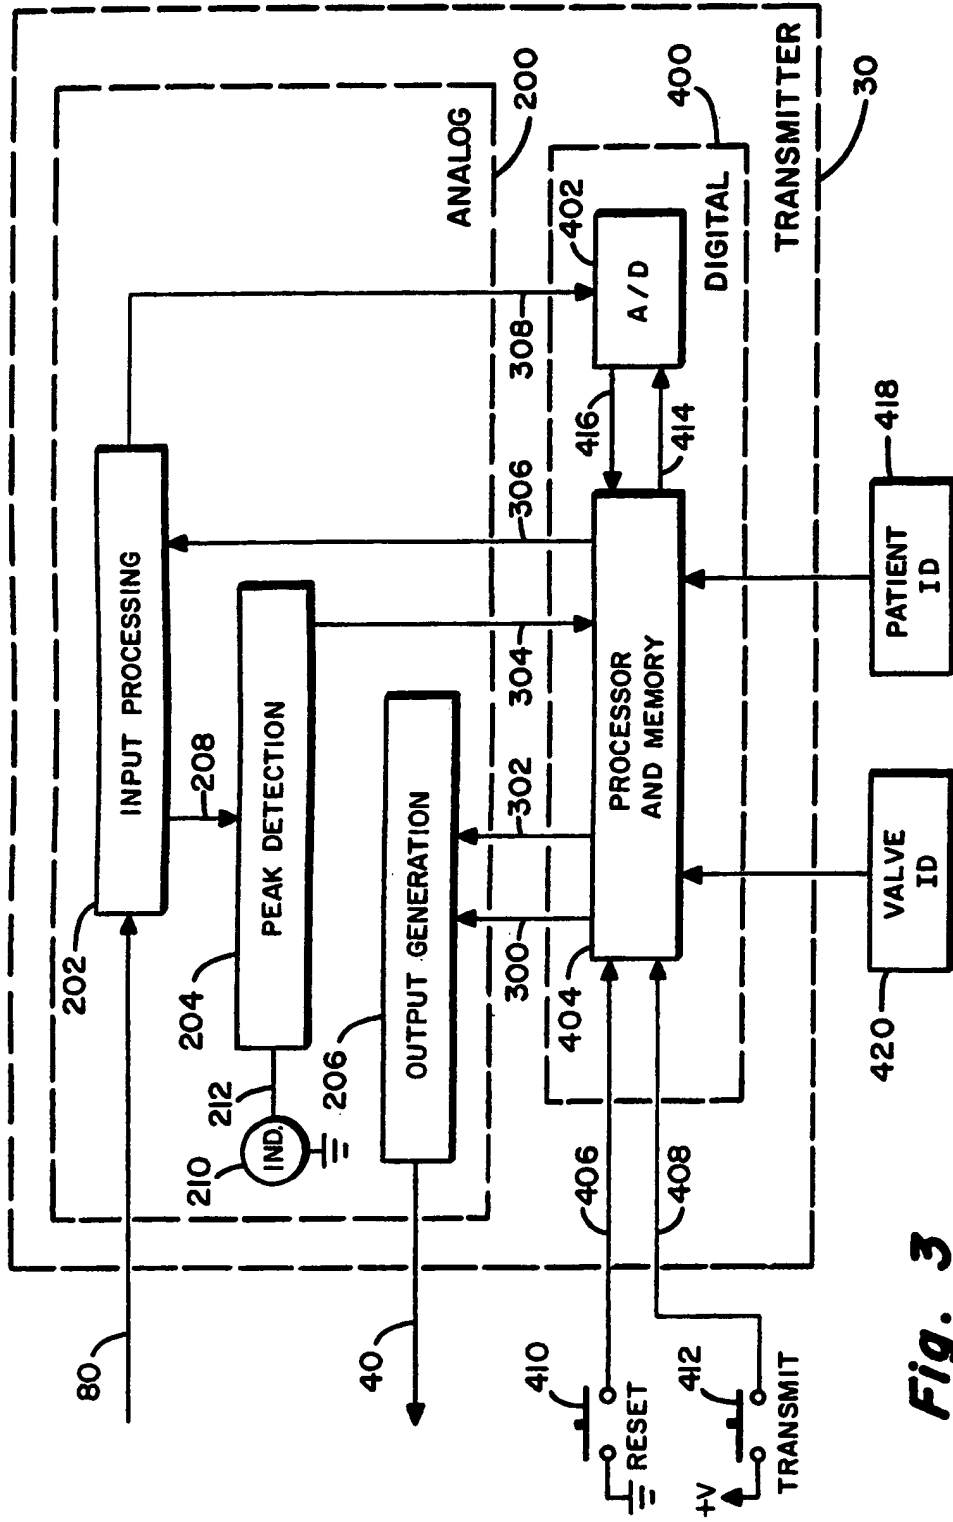 80
202
INPUT PROCESSING
208
204
PEAK DETECTION
212
210
IND.
206
OUTPUT GENERATION
40
ANALOG
200
300
302
304
306
308
404
PROCESSOR
AND MEMORY
416
414
402
A/D
DIGITAL
400
TRANSMITTER
30
406
408
410
RESET
412
+V
TRANSMIT
420
VALVE
ID
418
PATIENT
ID
Fig. 3